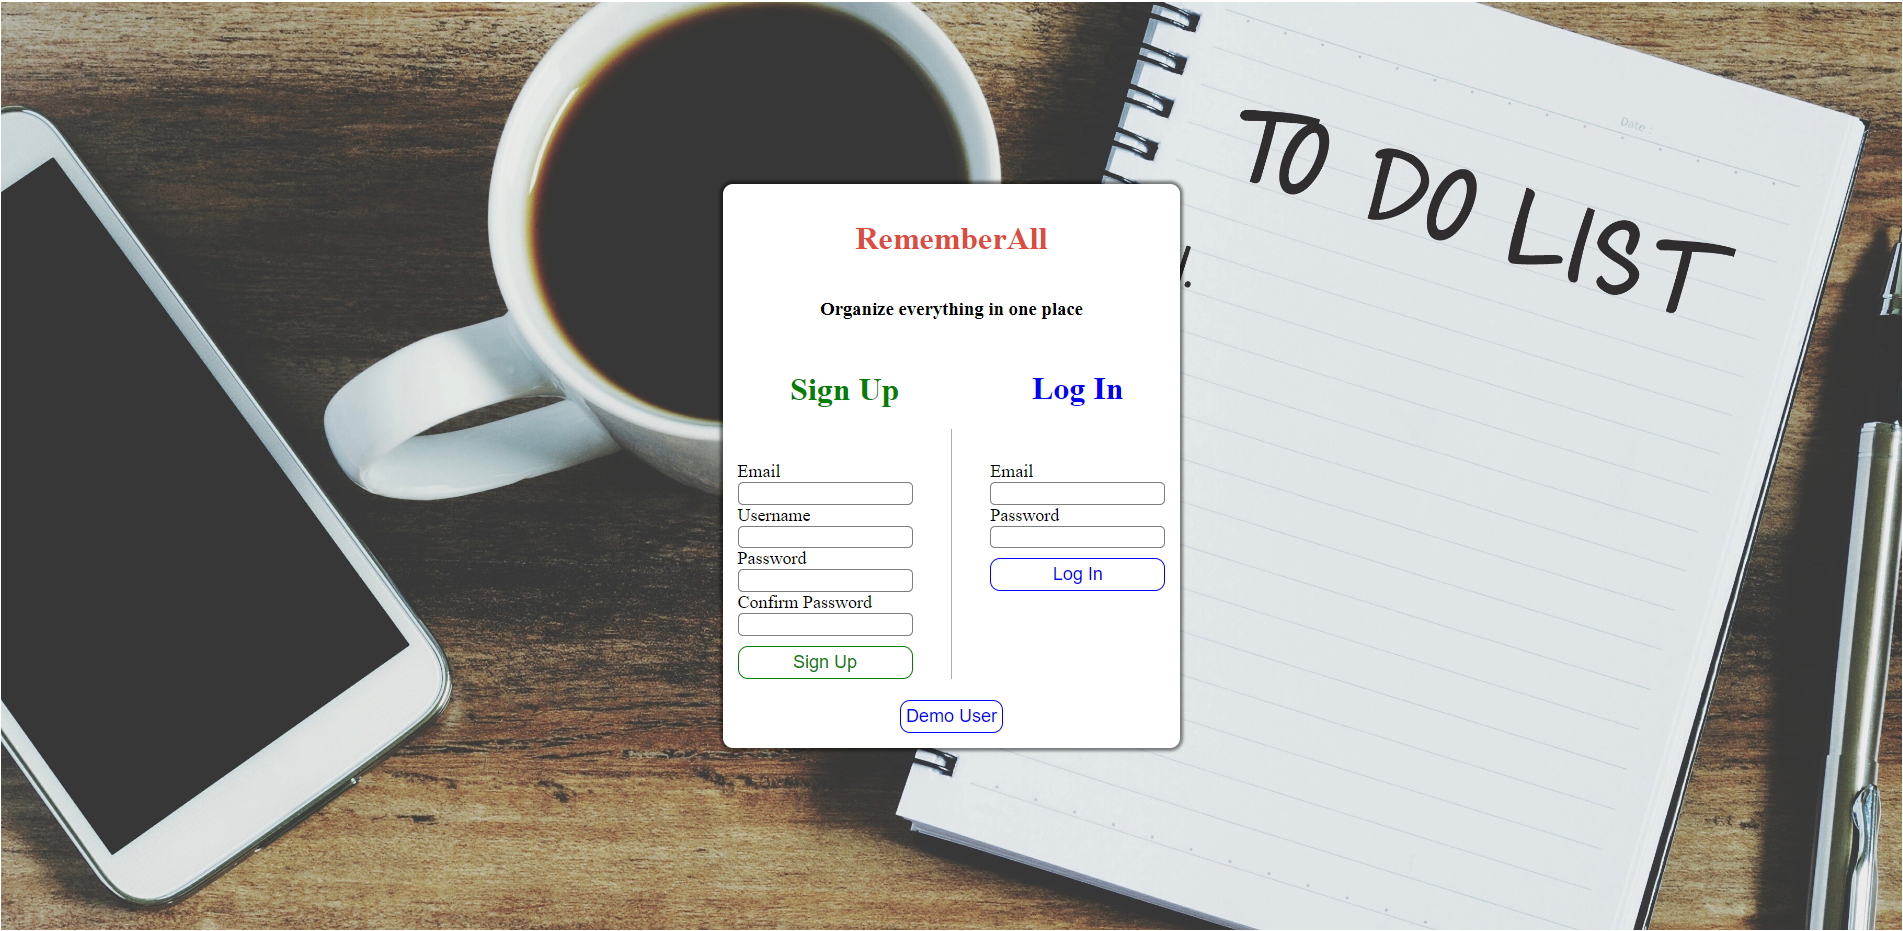 TO DO LIST
Date :
RememberAll
Organize everything in one place
Sign Up
Log In
Email
Username
Password
Confirm Password
Sign Up
Email
Password
Log In
Demo User